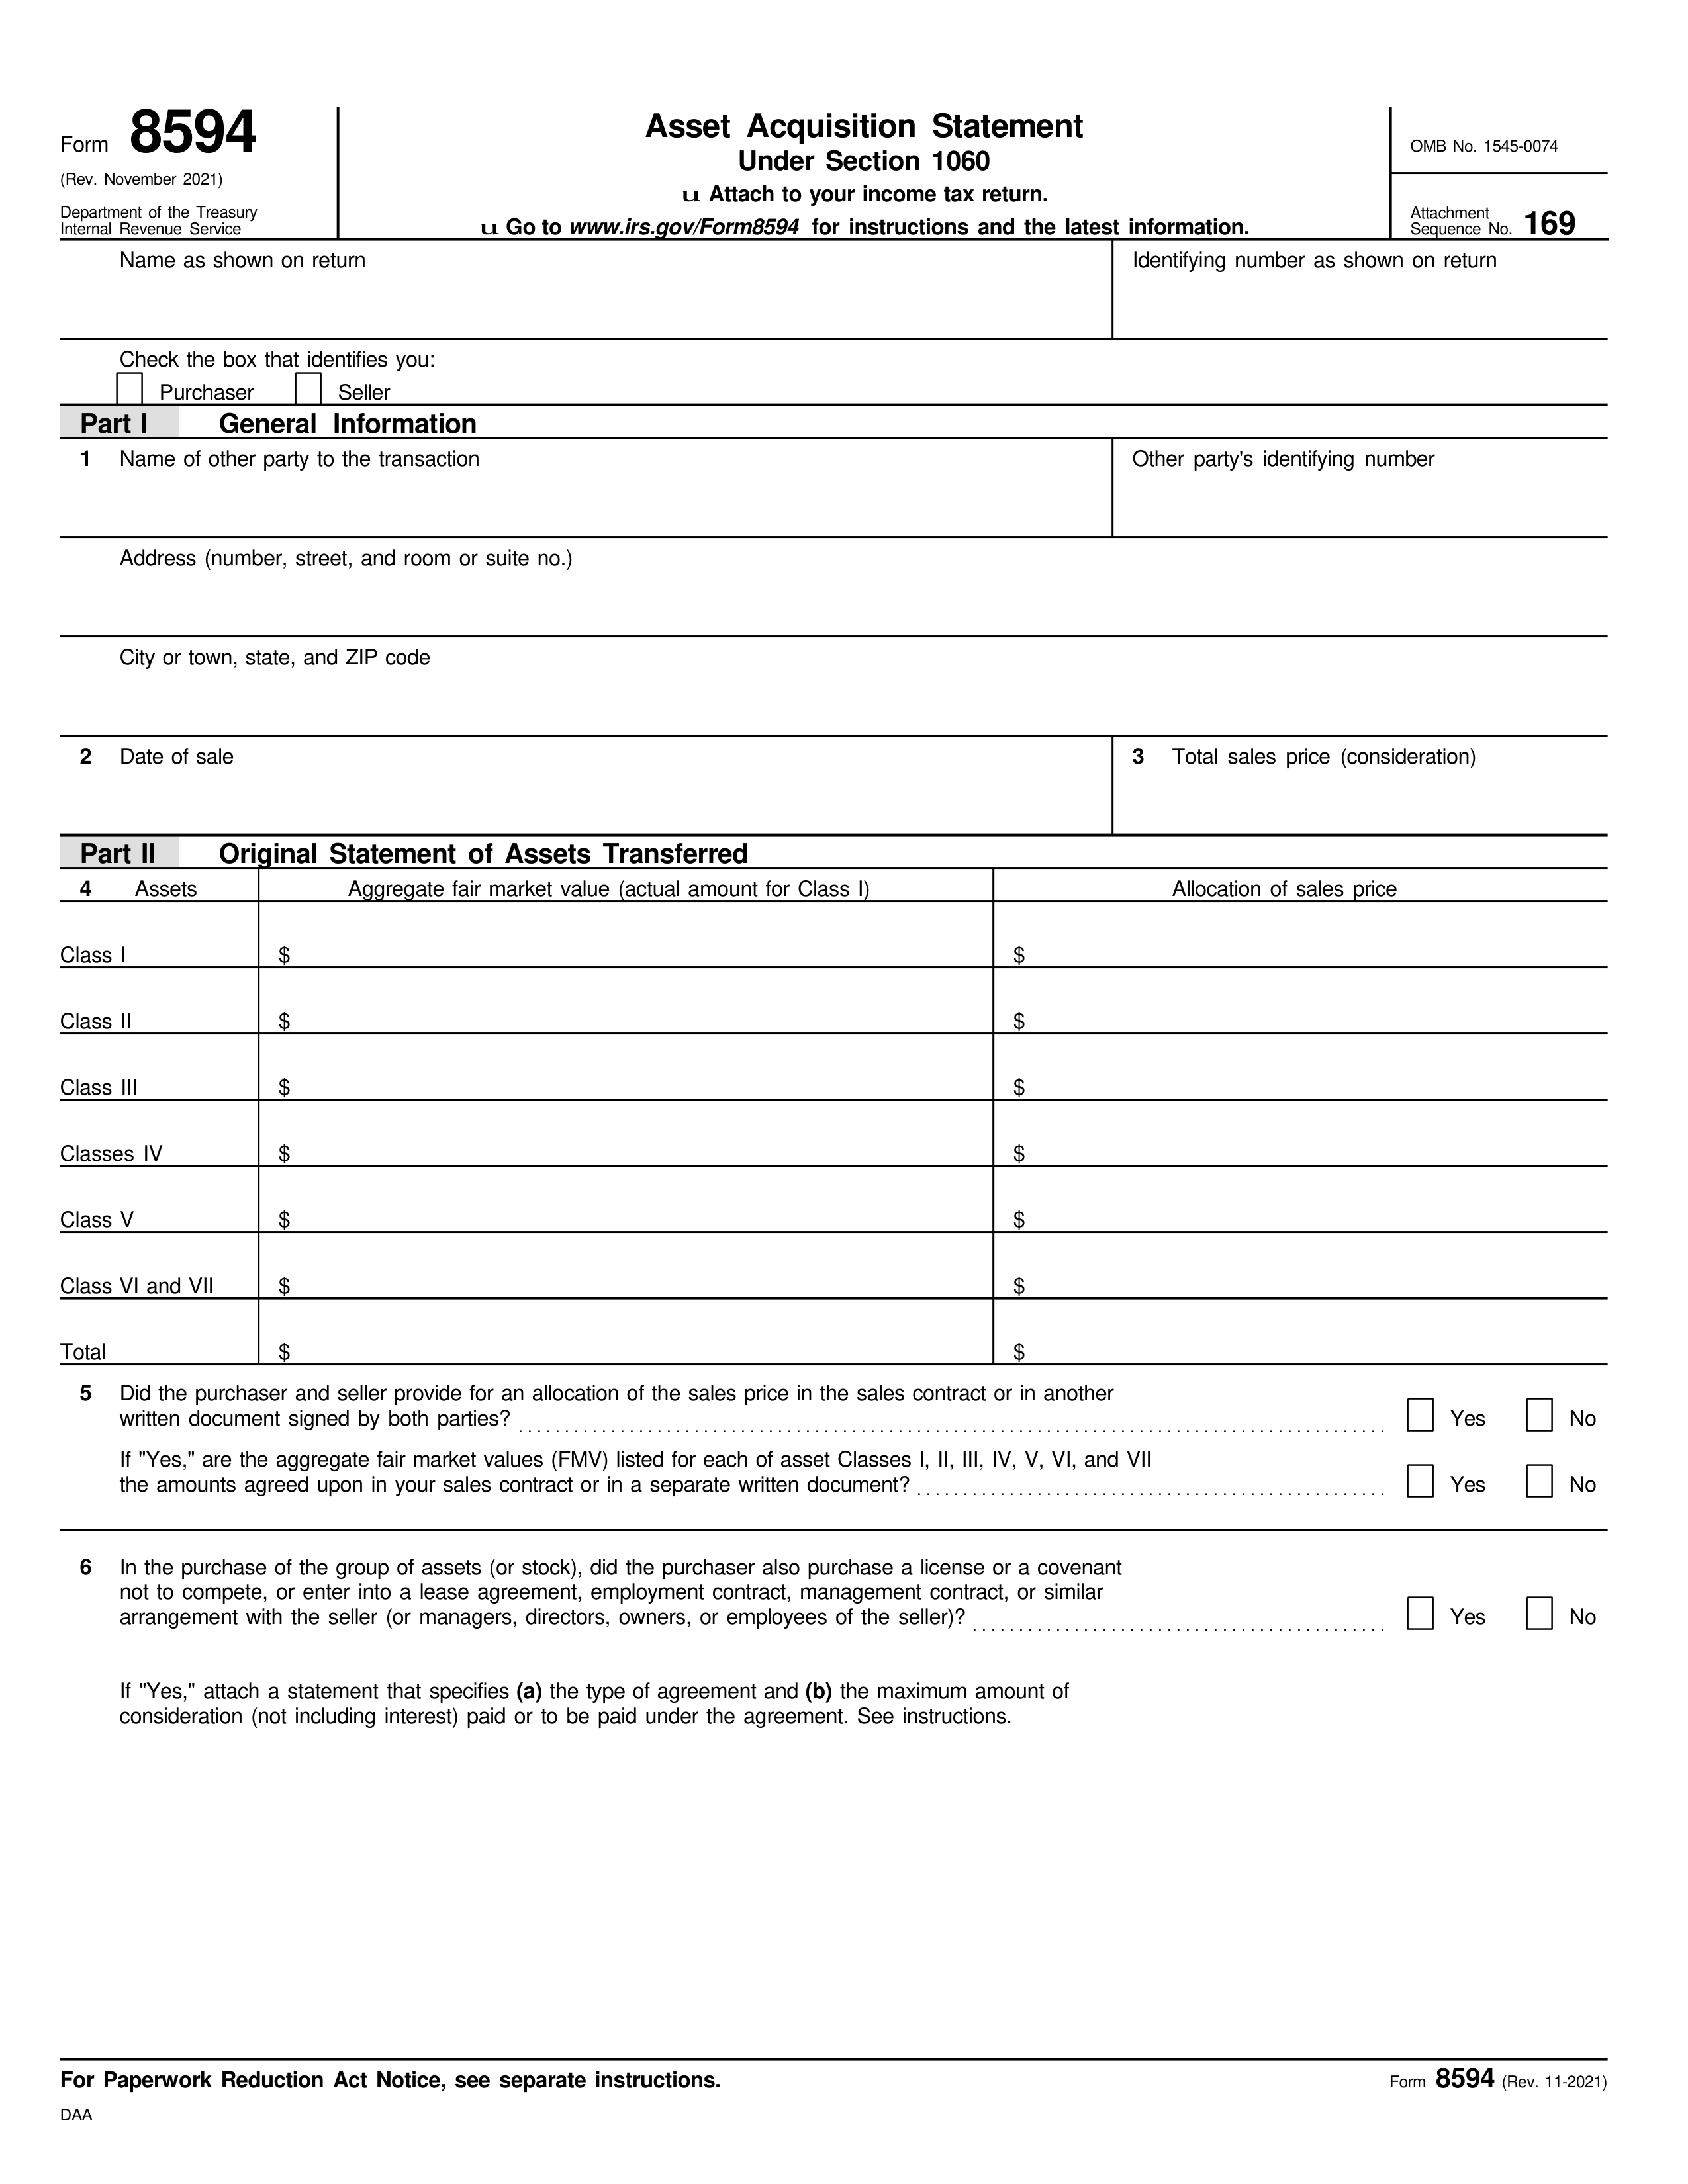 Form 8594
(Rev. November 2021)
Department of the Treasury
Internal Revenue Service
Asset Acquisition Statement
Under Section 1060
u Attach to your income tax return.
u Go to www.irs.gov/Form8594 for instructions and the latest information.
OMB No. 1545-0074
Attachment
Sequence No. 169
Name as shown on return
Identifying number as shown on return
Check the box that identifies you:
Purchaser Seller
Part I General Information
1 Name of other party to the transaction
Other party's identifying number
Address (number, street, and room or suite no.)
City or town, state, and ZIP code
2 Date of sale
3 Total sales price (consideration)
Part II Original Statement of Assets Transferred
4 Assets Aggregate fair market value (actual amount for Class I) Allocation of sales price
Class I $ $
Class II $ $
Class III $ $
Classes IV $ $
Class V $ $
Class VI and VII $ $
Total $ $
5 Did the purchaser and seller provide for an allocation of the sales price in the sales contract or in another
written document signed by both parties? Yes No
If "Yes," are the aggregate fair market values (FMV) listed for each of asset Classes I, II, III, IV, V, VI, and VII
the amounts agreed upon in your sales contract or in a separate written document? Yes No
6 In the purchase of the group of assets (or stock), did the purchaser also purchase a license or a covenant
not to compete, or enter into a lease agreement, employment contract, management contract, or similar
arrangement with the seller (or managers, directors, owners, or employees of the seller)? Yes No
If "Yes," attach a statement that specifies (a) the type of agreement and (b) the maximum amount of
consideration (not including interest) paid or to be paid under the agreement. See instructions.
For Paperwork Reduction Act Notice, see separate instructions.
Form 8594 (Rev. 11-2021)
DAA